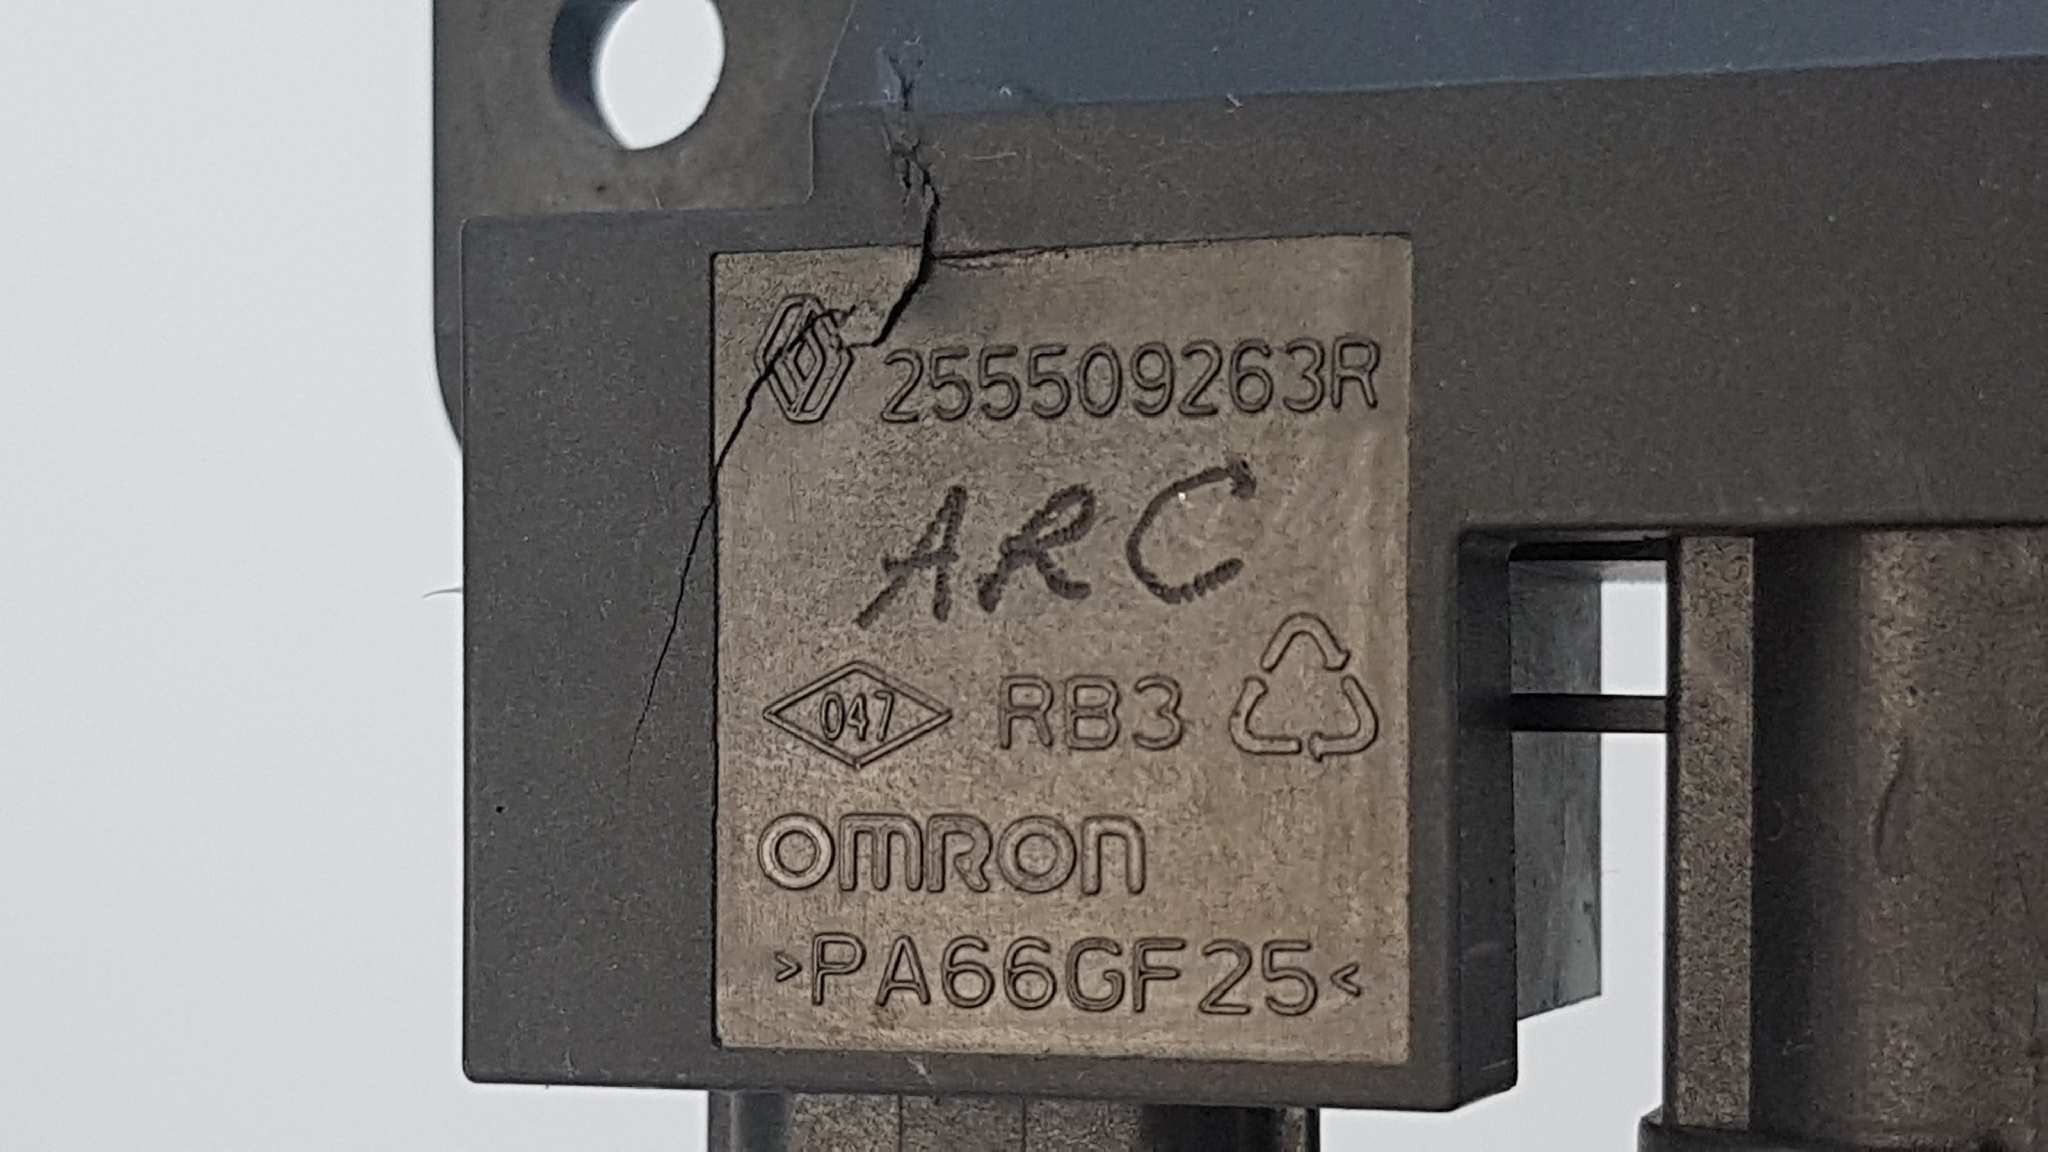 255509263R
ARC
047 RB3
OMRON
>PA66GF25<